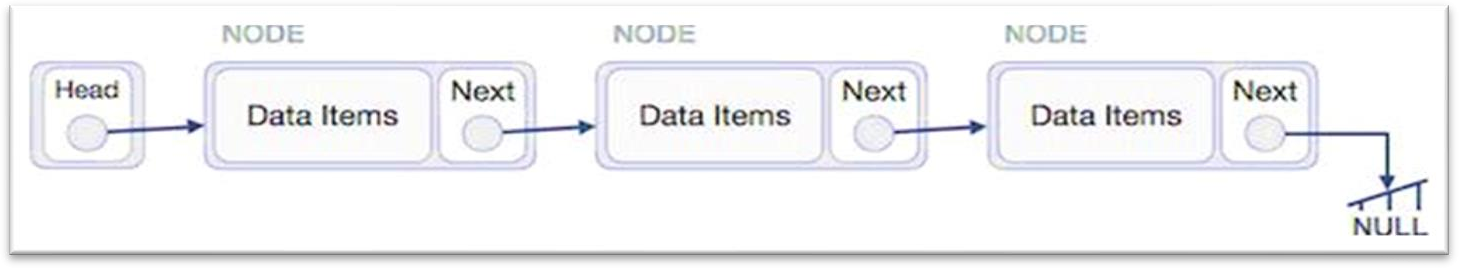 NODE
NODE
NODE
Head
Data Items
Next
Data Items
Next
Data Items
Next
NULL